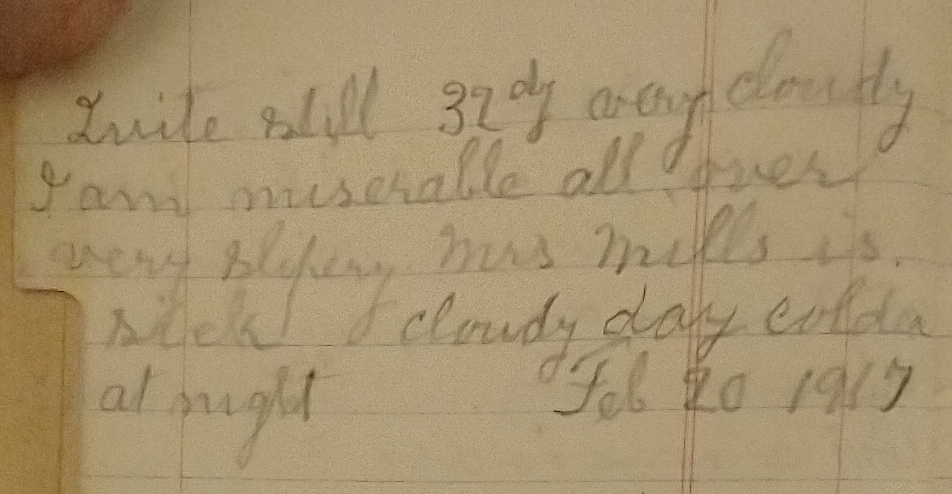 Quite still 32 dg very cloudy
I am miserable all over
very slipery Mrs Mills is.
sick cloudy day colder
at night Feb 20 1917